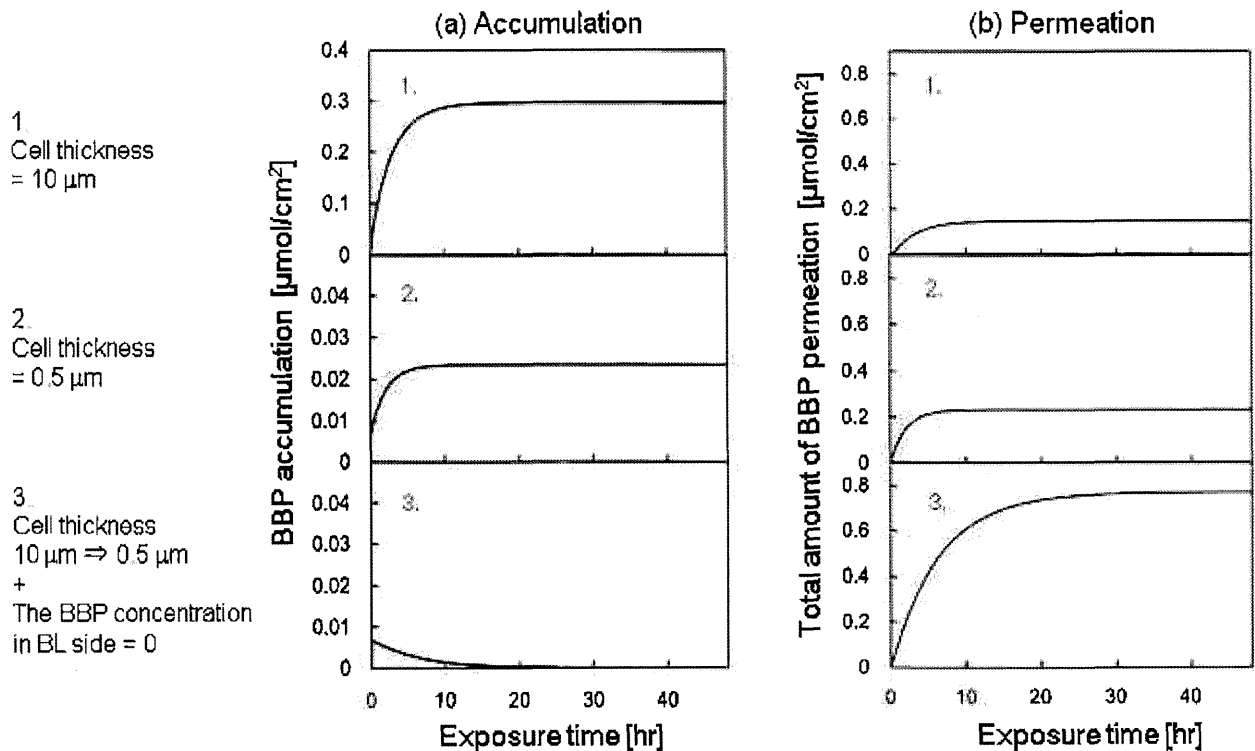 (a) Accumulation
(b) Permeation
1.
Cell thickness
= 10 µm
2.
Cell thickness
= 0.5 µm
3.
Cell thickness
10 µm ⇒ 0.5 µm
+
The BBP concentration
in BL side = 0
BBP accumulation [µmol/cm²]
0.4
0.3
0.2
0.1
0
1.
0.04
0.03
0.02
0.01
0
2.
0.04
0.03
0.02
0.01
0
3.
0 10 20 30 40
Exposure time [hr]
Total amount of BBP permeation [µmol/cm²]
0.8
0.6
0.4
0.2
0
1.
0.8
0.6
0.4
0.2
0
2.
0.8
0.6
0.4
0.2
0
3.
0 10 20 30 40
Exposure time [hr]